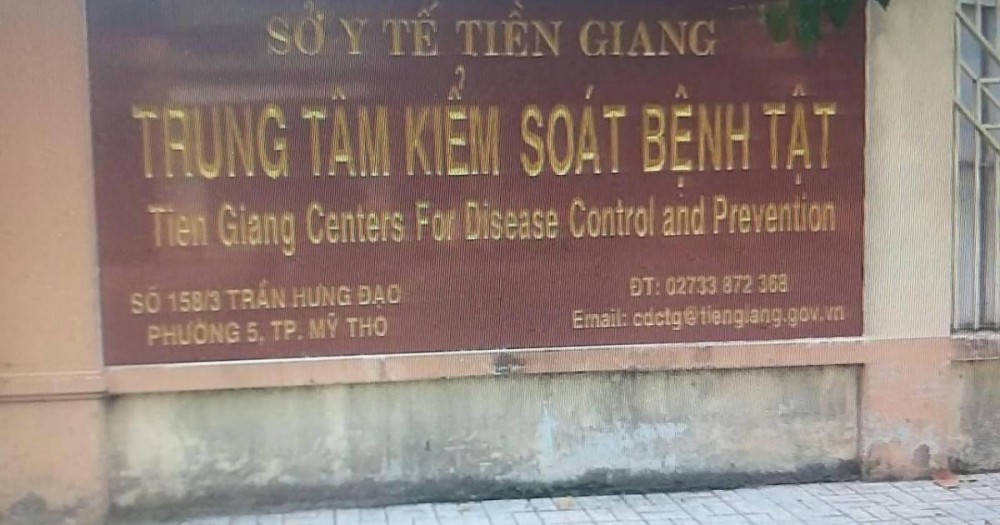 SỞ Y TẾ TIỀN GIANG
TRUNG TÂM KIỂM SOÁT BỆNH TẬT
Tien Giang Centers For Disease Control and Prevention
SỐ 158/3 TRẦN HƯNG ĐẠO
PHƯỜNG 5, TP. MỸ THO
ĐT: 02733 872 368
Email: cdctg@tiengiang.gov.vn